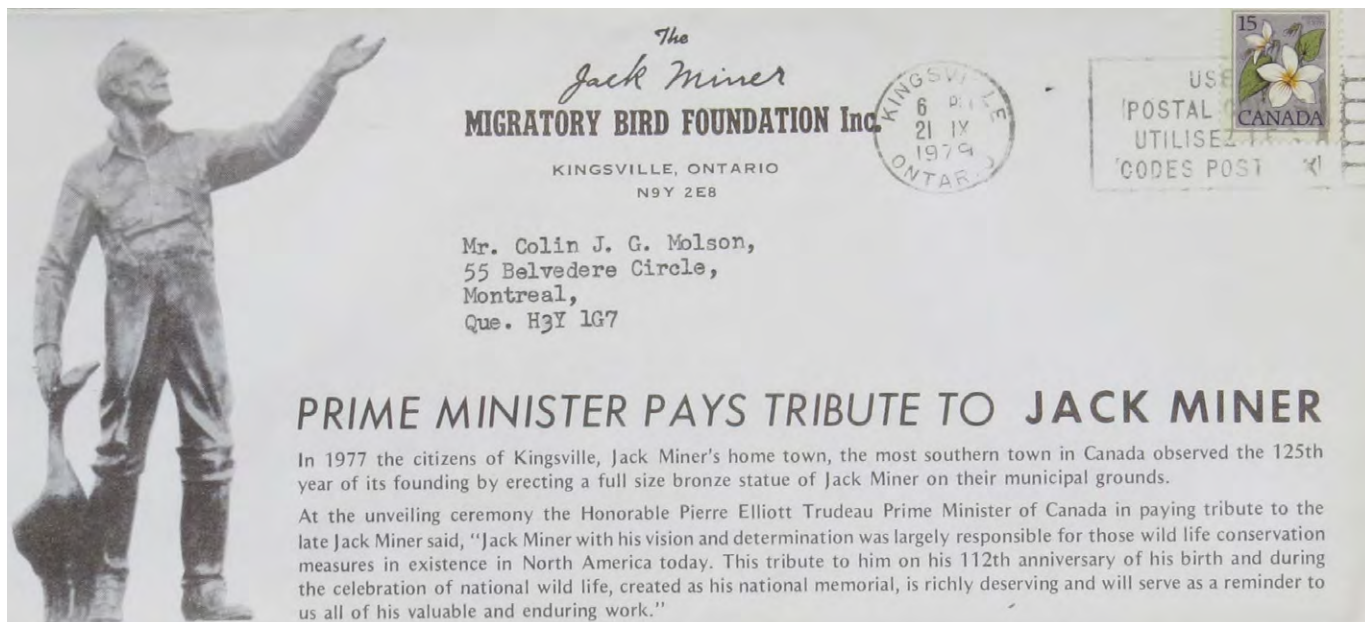 The
Jack Miner
MIGRATORY BIRD FOUNDATION Inc.
KINGSVILLE, ONTARIO
N9Y 2E8
KINGSVILLE
6 PM
21 IX
1979
ONTARIO
USE
POSTAL
UTILISEZ
CODES POST
15
CANADA
Mr. Colin J. G. Molson,
55 Belvedere Circle,
Montreal,
Que. H3Y 1G7
PRIME MINISTER PAYS TRIBUTE TO JACK MINER
In 1977 the citizens of Kingsville, Jack Miner's home town, the most southern town in Canada observed the 125th
year of its founding by erecting a full size bronze statue of Jack Miner on their municipal grounds.
At the unveiling ceremony the Honorable Pierre Elliott Trudeau Prime Minister of Canada in paying tribute to the
late Jack Miner said, "Jack Miner with his vision and determination was largely responsible for those wild life conservation
measures in existence in North America today. This tribute to him on his 112th anniversary of his birth and during
the celebration of national wild life, created as his national memorial, is richly deserving and will serve as a reminder to
us all of his valuable and enduring work."